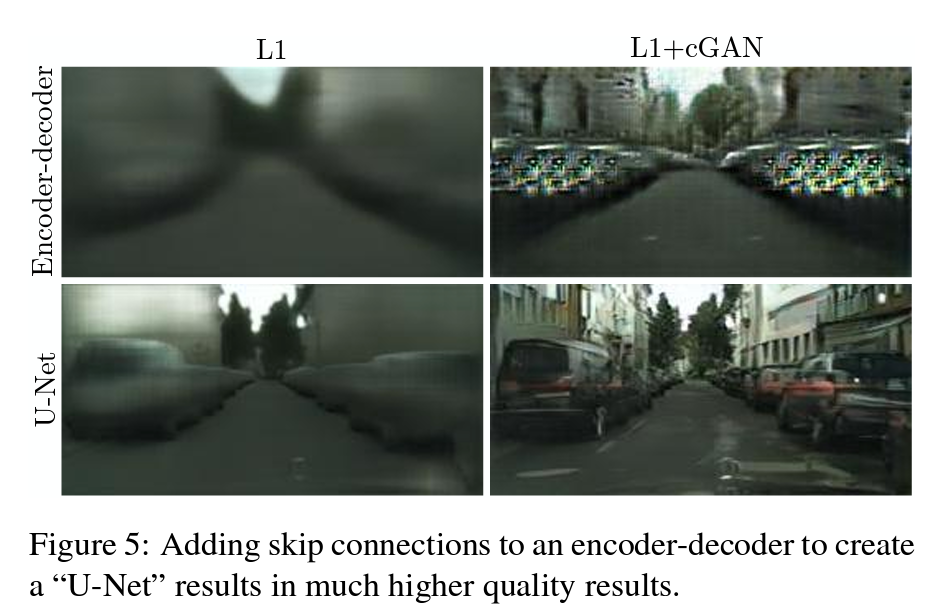 L1
L1+cGAN
Encoder-decoder
U-Net
Figure 5: Adding skip connections to an encoder-decoder to create
a “U-Net” results in much higher quality results.